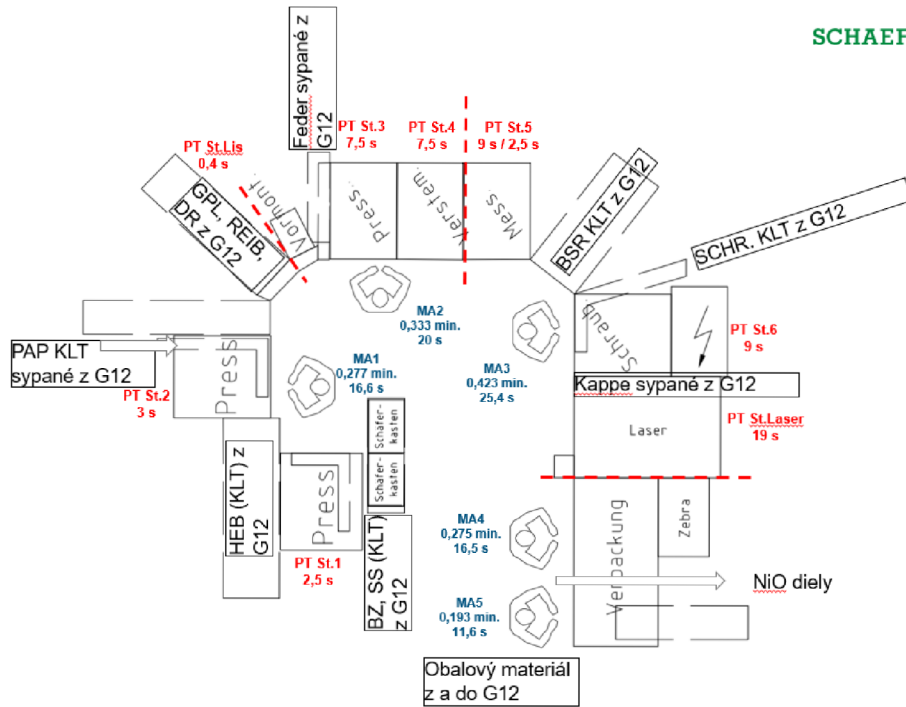 SCHAEF
Feder sypané z
G12
PT St.3
7,5 s
PT St.4
7,5 s
PT St.5
9 s / 2,5 s
PT St.Lis
0,4 s
Vormont
GPL, REIB,
DR z G12
Press.
Verstem.
Mess.
BSR KLT z G12
SCHR. KLT z G12
MA2
0,333 min.
20 s
MA3
0,423 min.
25,4 s
Schraub
PT St.6
9 s
PAP KLT
sypané z G12
Press
MA1
0,277 min.
16,6 s
Kappe sypané z G12
PT St.2
3 s
Laser
PT St.Laser
19 s
HEB (KLT) z
G12
Press
Schäfer-
kasten
Schäfer-
kasten
PT St.1
2,5 s
BZ, SS (KLT)
z G12
MA4
0,275 min.
16,5 s
Verpackung
Zebra
NiO diely
MA5
0,193 min.
11,6 s
Obalový materiál
z a do G12